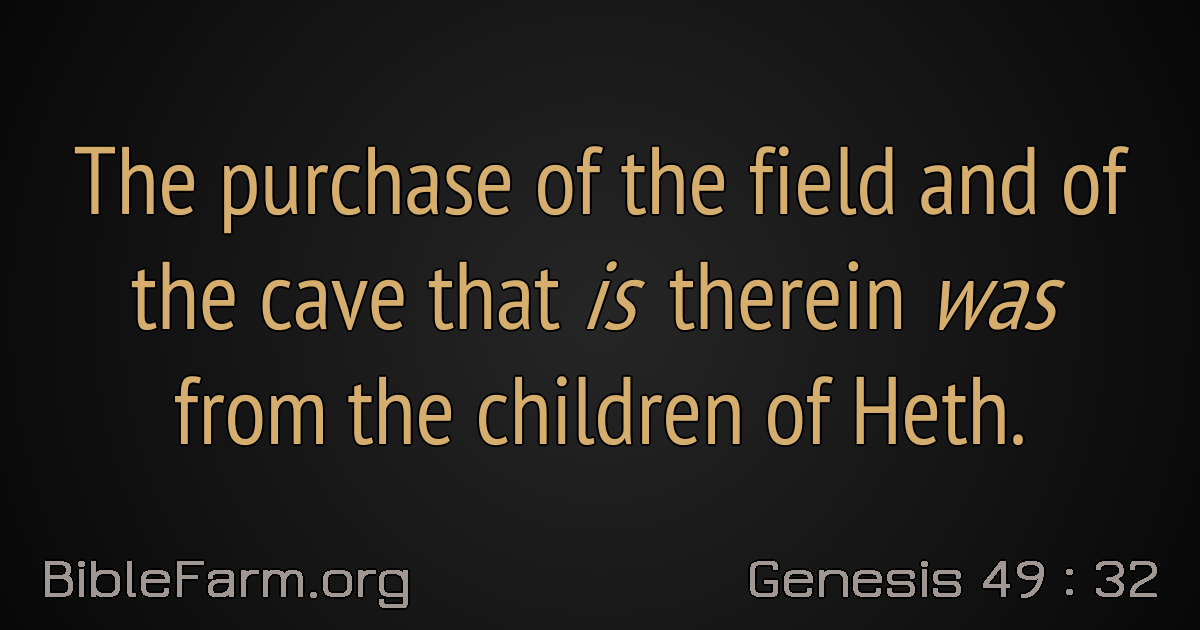 The purchase of the field and of
the cave that is therein was
from the children of Heth.
BibleFarm.org
Genesis 49 : 32